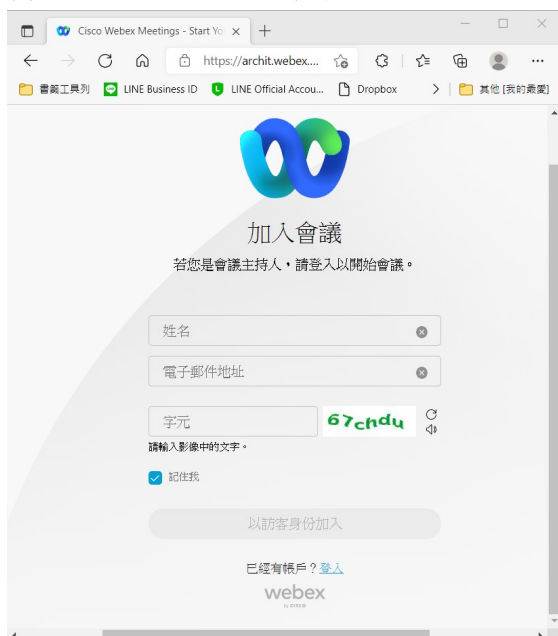 Cisco Webex Meetings - Start Yo
https://archit.webex....
書籤工具列 LINE Business ID LINE Official Accou... Dropbox 其他 [我的最愛]
加入會議
若您是會議主持人，請登入以開始會議。
姓名
電子郵件地址
字元 67chdu
請輸入影像中的文字。
記住我
以訪客身份加入
已經有帳戶？登入
webex